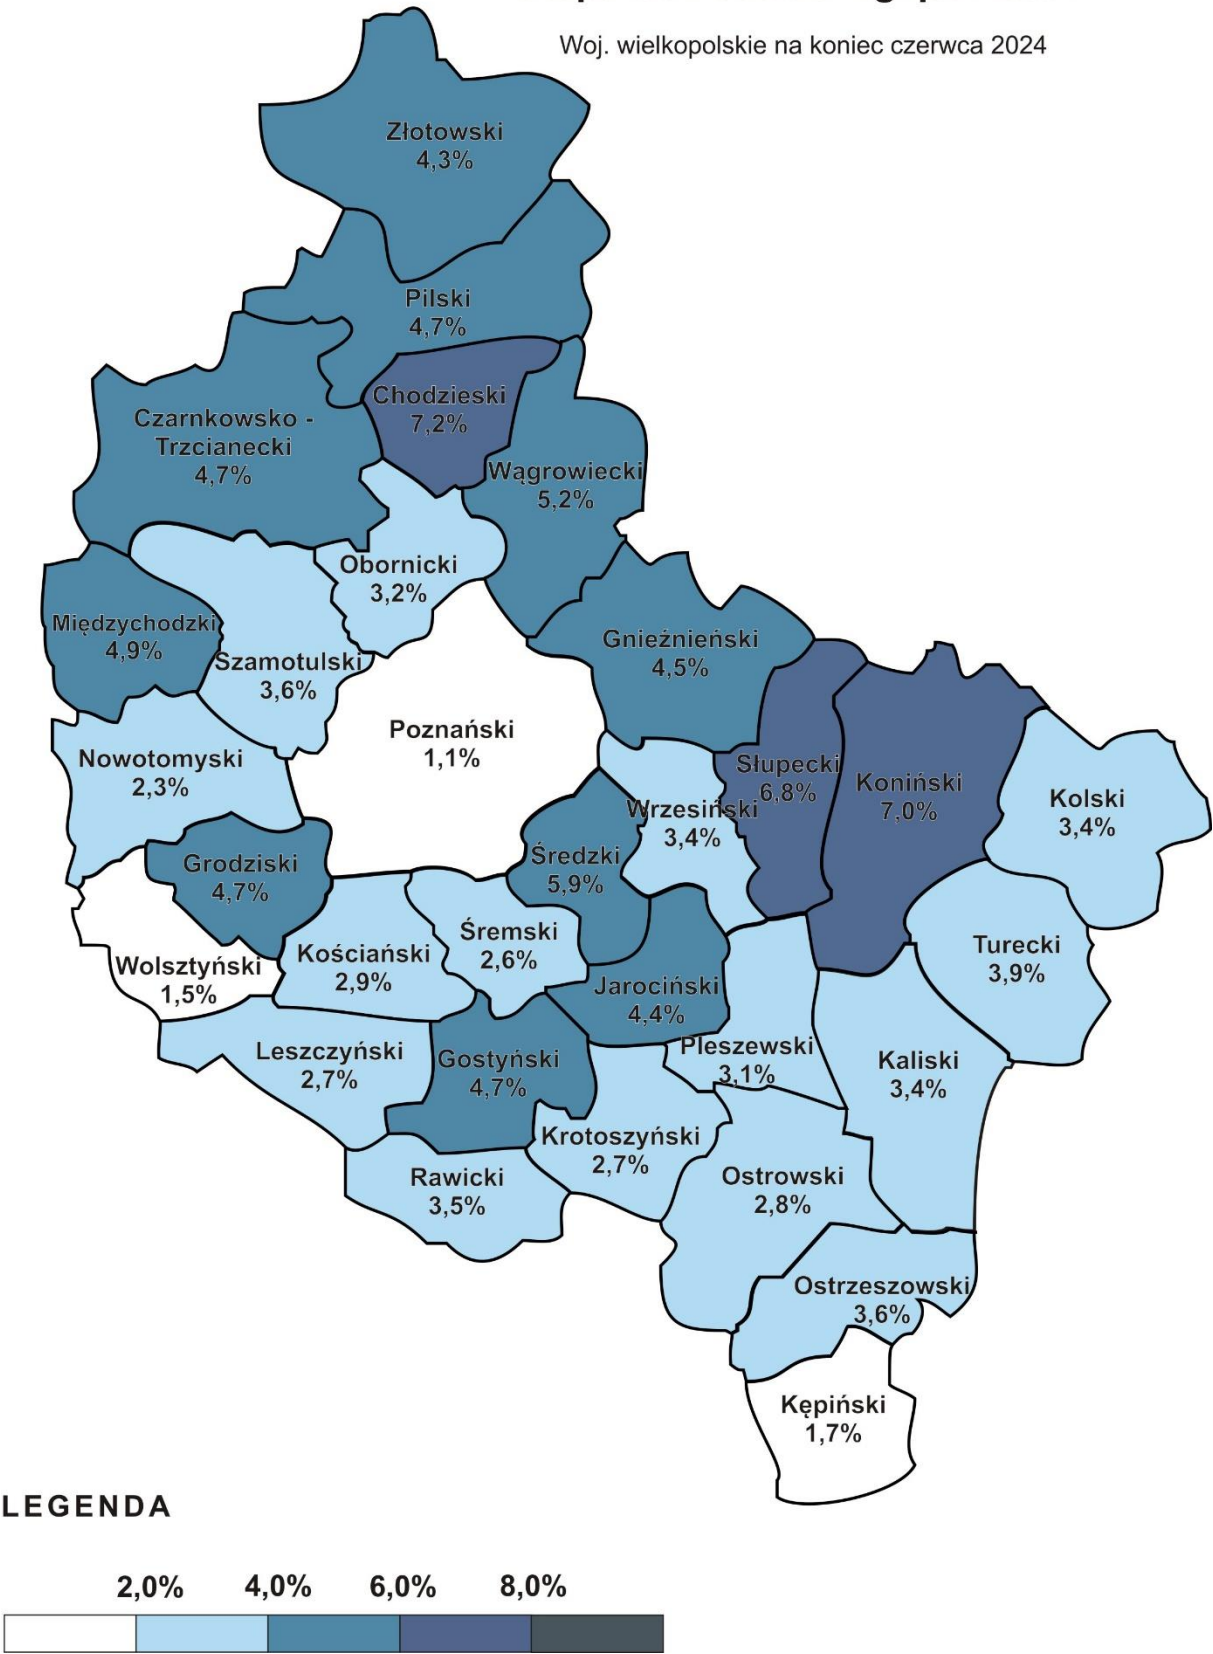 Woj. wielkopolskie na koniec czerwca 2024
Złotowski
4,3%
Pilski
4,7%
Chodzieski
7,2%
Czarnkowsko -
Trzcianecki
4,7%
Wągrowiecki
5,2%
Obornicki
3,2%
Międzychodzki
4,9%
Szamotulski
3,6%
Gnieźnieński
4,5%
Poznański
1,1%
Nowotomyski
2,3%
Słupecki
6,8%
Koniński
7,0%
Kolski
3,4%
Wrzesiński
3,4%
Średzki
5,9%
Grodziski
4,7%
Śremski
2,6%
Kościański
2,9%
Turecki
3,9%
Wolsztyński
1,5%
Jarociński
4,4%
Leszczyński
2,7%
Gostyński
4,7%
Pleszewski
3,1%
Kaliski
3,4%
Krotoszyński
2,7%
Rawicki
3,5%
Ostrowski
2,8%
Ostrzeszowski
3,6%
Kępiński
1,7%
LEGENDA
2,0% 4,0% 6,0% 8,0%